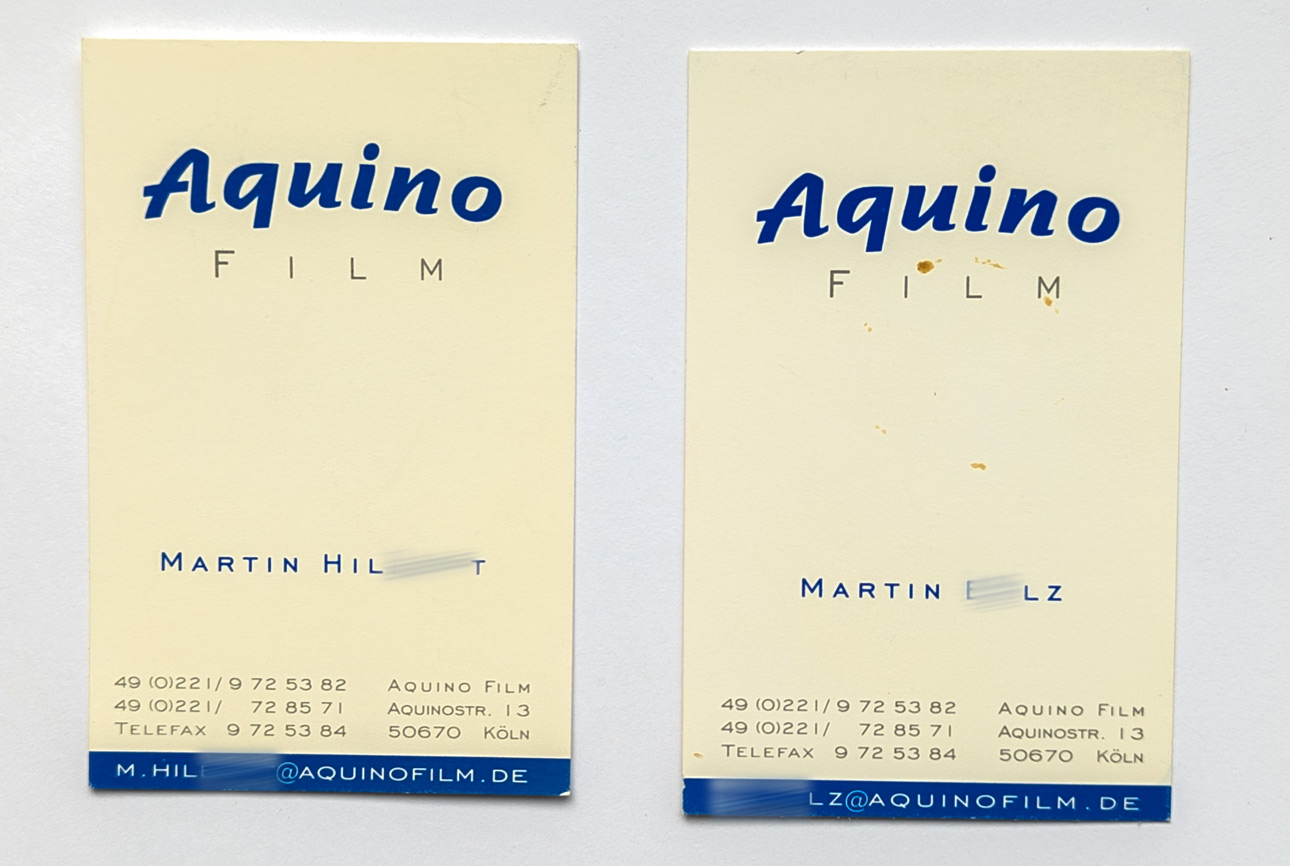 Aquino
FILM
MARTIN
49 (0)221/ 9 72 53 82 AQUINO FILM
49 (0)221/ 72 85 71 AQUINOSTR. 13
TELEFAX 9 72 53 84 50670 KÖLN
@AQUINOFILM.DE
Aquino
FILM
MARTIN
49 (0)221/ 9 72 53 82 AQUINO FILM
49 (0)221/ 72 85 71 AQUINOSTR. 13
TELEFAX 9 72 53 84 50670 KÖLN
@AQUINOFILM.DE